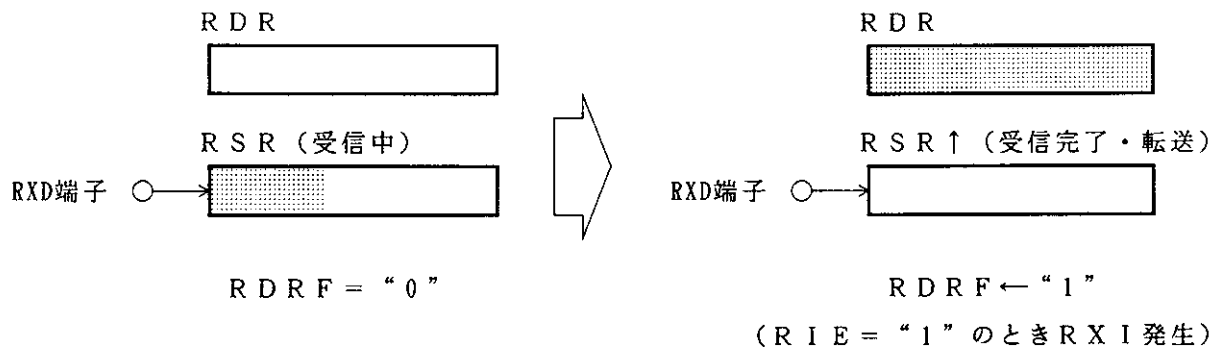 RDR
RSR（受信中）
RXD端子
RDRF＝“0”
RDR
RSR↑（受信完了・転送）
RXD端子
RDRF←“1”
（RIE＝“1”のときRXI発生）